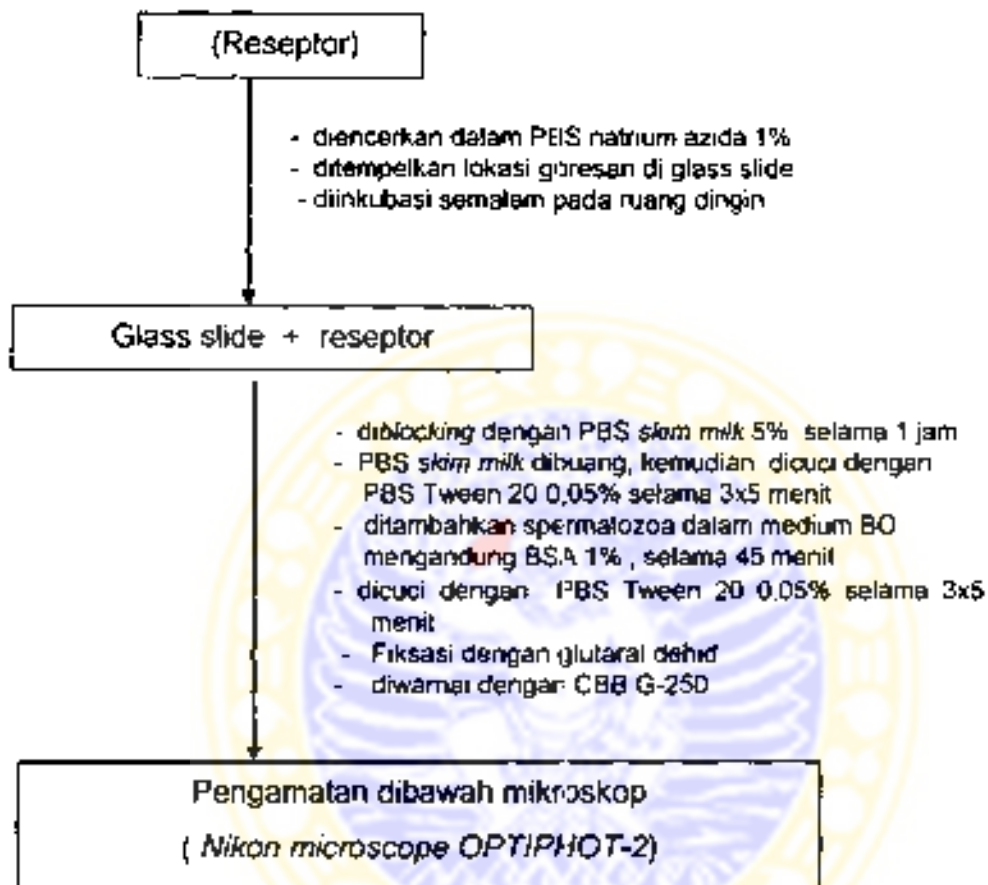 (Reseptor)
- diencerkan dalam PBS natrium azida 1%
- ditempelkan lokasi goresan di glass slide
- diinkubasi semalam pada ruang dingin
Glass slide + reseptor
- diblocking dengan PBS skim milk 5% selama 1 jam
- PBS skim milk dibuang, kemudian dicuci dengan
PBS Tween 20 0,05% selama 3x5 menit
- ditambahkan spermatozoa dalam medium BO
mengandung BSA 1% , selama 45 menit
- dicuci dengan PBS Tween 20 0,05% selama 3x5
menit
- Fiksasi dengan glutaral dehid
- diwarnai dengan CBB G-250
Pengamatan dibawah mikroskop
( Nikon microscope OPTIPHOT-2)